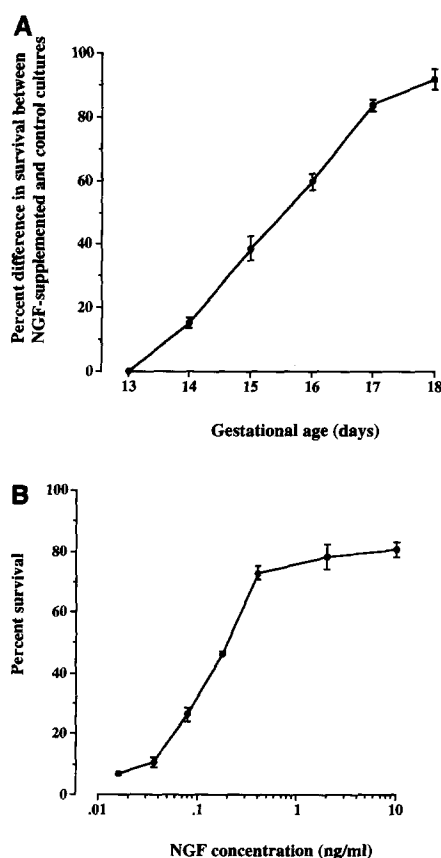 A
Percent difference in survival between
NGF-supplemented and control cultures
100
80
60
40
20
0
13 14 15 16 17 18
Gestational age (days)
B
Percent survival
100
80
60
40
20
0
.01 .1 1 10
NGF concentration (ng/ml)